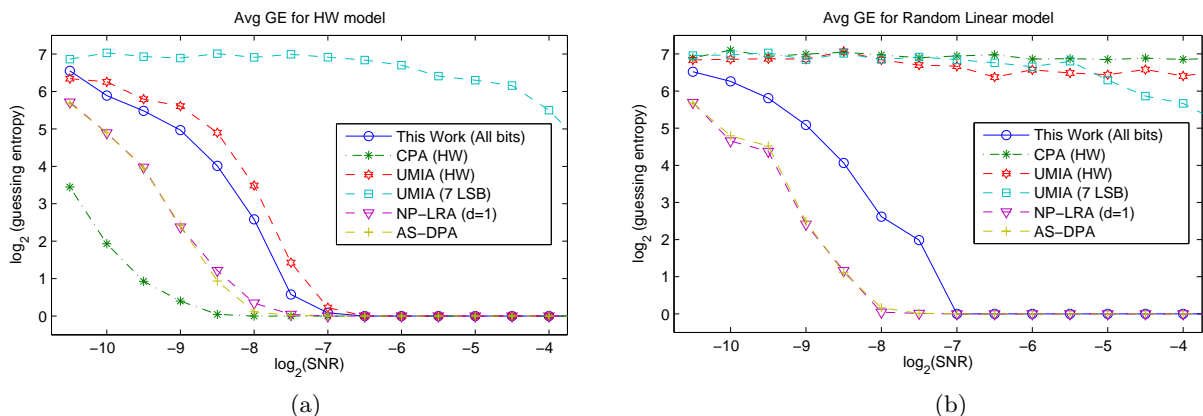 Avg GE for HW model
7
6
5
4
3
2
1
0
log2 (guessing entropy)
This Work (All bits)
CPA (HW)
UMIA (HW)
UMIA (7 LSB)
NP−LRA (d=1)
AS−DPA
−10 −9 −8 −7 −6 −5 −4
log2(SNR)
(a)
Avg GE for Random Linear model
7
6
5
4
3
2
1
0
log2 (guessing entropy)
This Work (All bits)
CPA (HW)
UMIA (HW)
UMIA (7 LSB)
NP−LRA (d=1)
AS−DPA
−10 −9 −8 −7 −6 −5 −4
log2(SNR)
(b)